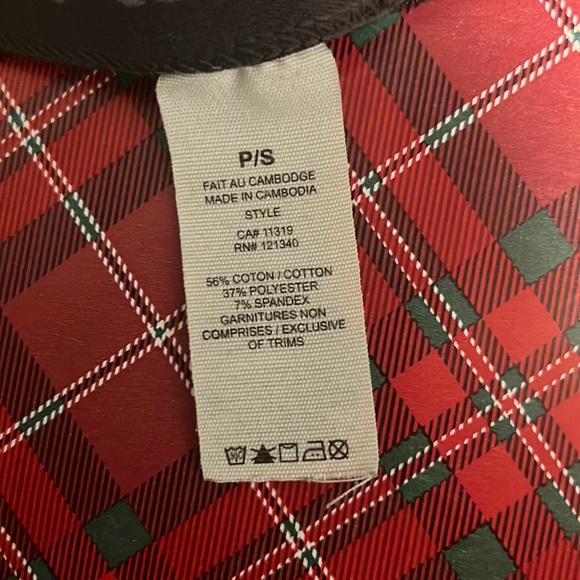 P/S
FAIT AU CAMBODGE
MADE IN CAMBODIA
STYLE
CA# 11319
RN# 121340
56% COTON / COTTON
37% POLYESTER
7% SPANDEX
GARNITURES NON
COMPRISES / EXCLUSIVE
OF TRIMS